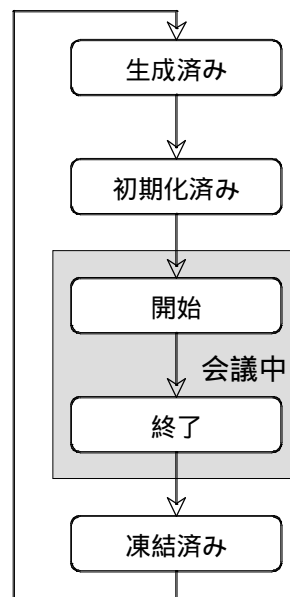 生成済み
初期化済み
開始
会議中
終了
凍結済み